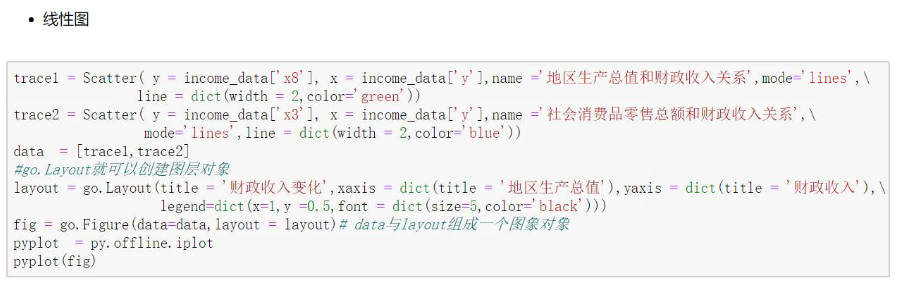 • 线性图
trace1 = Scatter( y = income_data['x8'], x = income_data['y'],name ='地区生产总值和财政收入关系',mode='lines',\
line = dict(width = 2,color='green'))
trace2 = Scatter( y = income_data['x3'], x = income_data['y'],name ='社会消费品零售总额和财政收入关系',\
mode='lines',line = dict(width = 2,color='blue'))
data  = [trace1,trace2]
#go.Layout就可以创建图层对象
layout = go.Layout(title = '财政收入变化',xaxis = dict(title = '地区生产总值'),yaxis = dict(title = '财政收入'),\
legend=dict(x=1,y =0.5,font = dict(size=5,color='black')))
fig = go.Figure(data=data,layout = layout)# data与layout组成一个图象对象
pyplot  = py.offline.iplot
pyplot(fig)